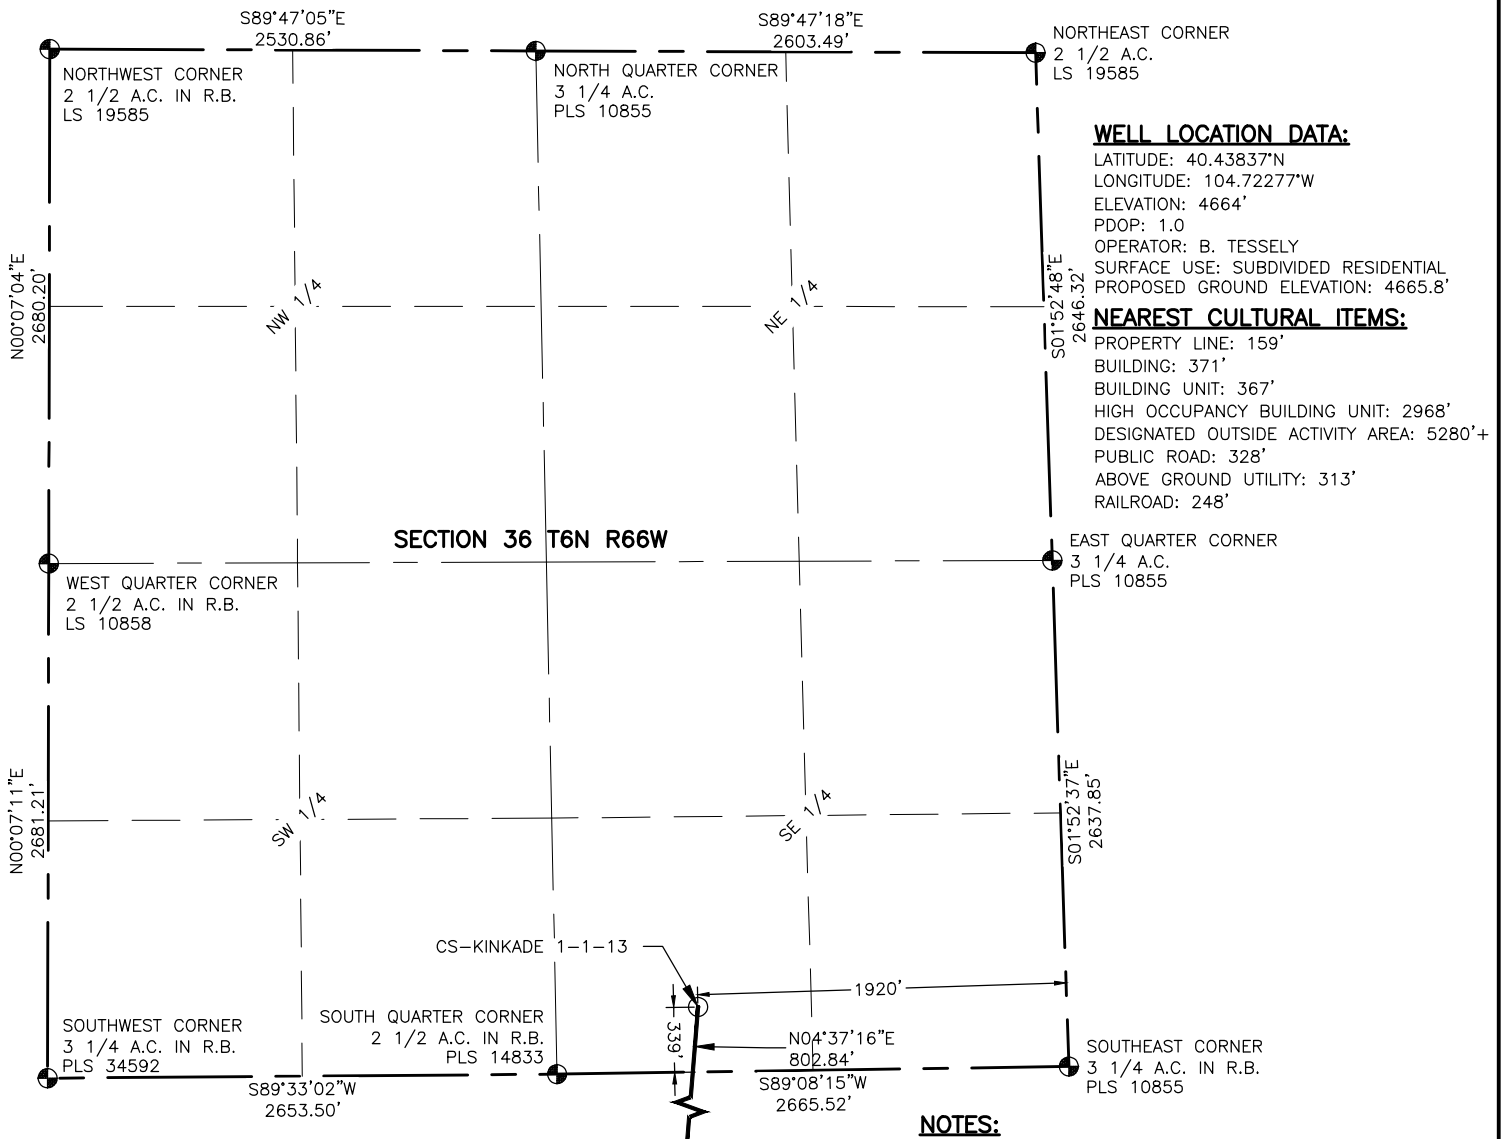 S89°47'05"E
2530.86'
S89°47'18"E
2603.49'
NORTHWEST CORNER
2 1/2 A.C. IN R.B.
LS 19585
NORTH QUARTER CORNER
3 1/4 A.C.
PLS 10855
NORTHEAST CORNER
2 1/2 A.C.
LS 19585
WELL LOCATION DATA:
LATITUDE: 40.43837°N
LONGITUDE: 104.72277°W
ELEVATION: 4664'
PDOP: 1.0
OPERATOR: B. TESSELY
SURFACE USE: SUBDIVIDED RESIDENTIAL
PROPOSED GROUND ELEVATION: 4665.8'
NEAREST CULTURAL ITEMS:
PROPERTY LINE: 159'
BUILDING: 371'
BUILDING UNIT: 367'
HIGH OCCUPANCY BUILDING UNIT: 2968'
DESIGNATED OUTSIDE ACTIVITY AREA: 5280'+
PUBLIC ROAD: 328'
ABOVE GROUND UTILITY: 313'
RAILROAD: 248'
N00°07'04"E
2680.20'
NW 1/4
NE 1/4
S01°52'48"E
2646.32'
SECTION 36 T6N R66W
WEST QUARTER CORNER
2 1/2 A.C. IN R.B.
LS 10858
EAST QUARTER CORNER
3 1/4 A.C.
PLS 10855
N00°07'11"E
2681.21'
SW 1/4
SE 1/4
S01°52'37"E
2637.85'
CS-KINKADE 1-1-13
1920'
339'
N04°37'16"E
802.84'
SOUTHWEST CORNER
3 1/4 A.C. IN R.B.
PLS 34592
SOUTH QUARTER CORNER
2 1/2 A.C. IN R.B.
PLS 14833
SOUTHEAST CORNER
3 1/4 A.C. IN R.B.
PLS 10855
S89°33'02"W
2653.50'
S89°08'15"W
2665.52'
NOTES: